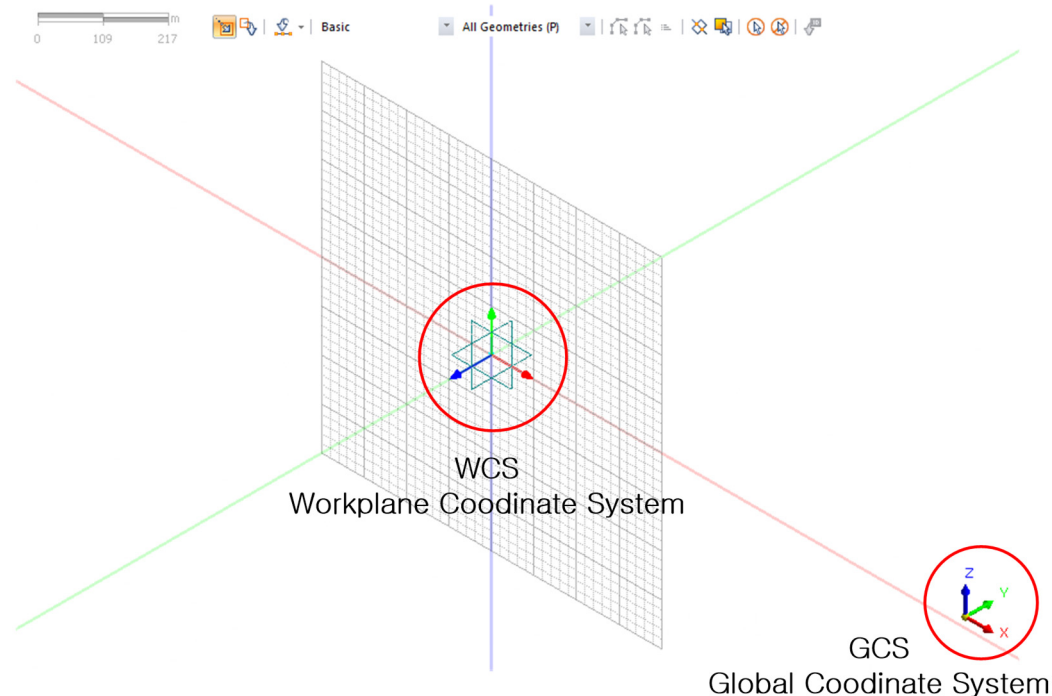 m
0 109 217
Basic
All Geometries (P)
WCS
Workplane Coodinate System
Z
Y
X
GCS
Global Coodinate System